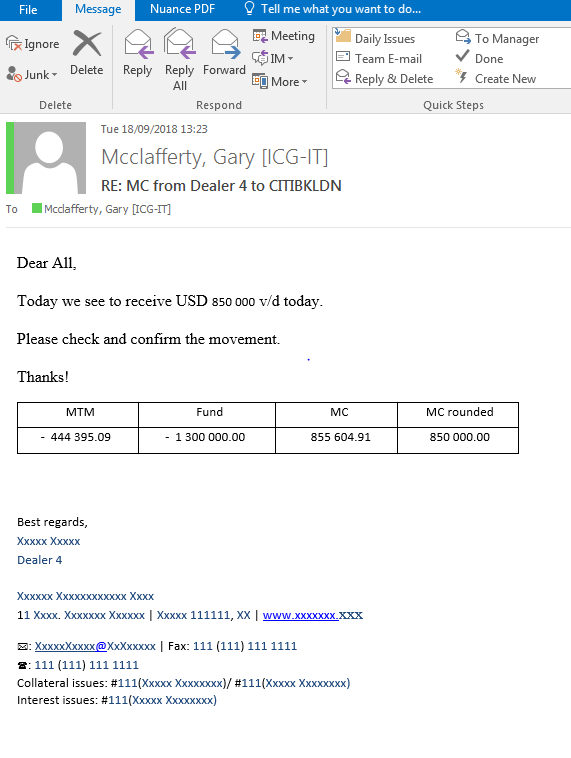 File Message Nuance PDF Tell me what you want to do...
Ignore
Junk
Delete
Reply
Reply All
Forward
Meeting
IM
More
Daily Issues
Team E-mail
Reply & Delete
To Manager
Done
Create New
Delete Respond Quick Steps
Tue 18/09/2018 13:23
Mcclafferty, Gary [ICG-IT]
RE: MC from Dealer 4 to CITIBKLDN
To Mcclafferty, Gary [ICG-IT]
Dear All,
Today we see to receive USD 850 000 v/d today.
Please check and confirm the movement.
Thanks!
MTM Fund MC MC rounded
- 444 395.09 - 1 300 000.00 855 604.91 850 000.00
Best regards,
Xxxxx Xxxxx
Dealer 4
Xxxxxx Xxxxxxxxxxxx Xxxx
11 Xxxx. Xxxxxxx Xxxxxx | Xxxxx 111111, XX | www.xxxxxxx.xxx
✉: XxxxxXxxxx@XxXxxxxx | Fax: 111 (111) 111 1111
☎: 111 (111) 111 1111
Collateral issues: #111(Xxxxx Xxxxxxxx)/ #111(Xxxxx Xxxxxxxx)
Interest issues: #111(Xxxxx Xxxxxxxx)